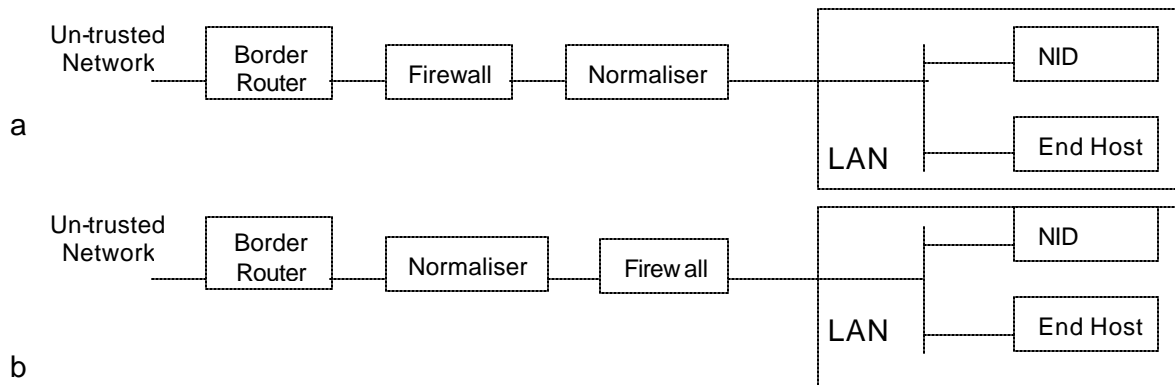 Un-trusted
Network
Border
Router
Firewall
Normaliser
NID
End Host
LAN
a
Un-trusted
Network
Border
Router
Normaliser
Firewall
NID
End Host
LAN
b